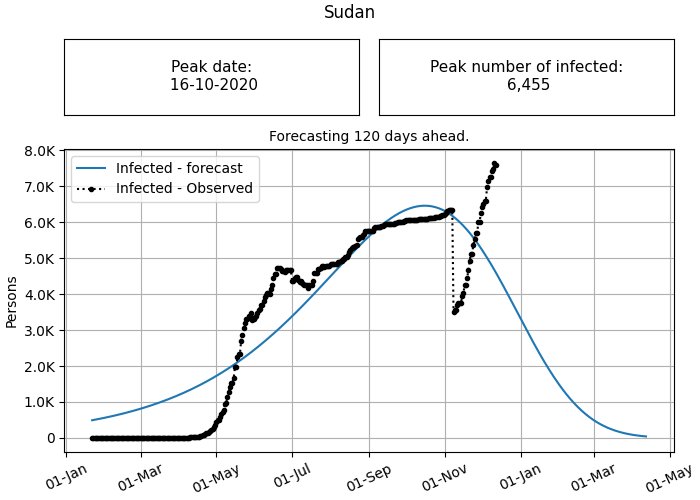 Sudan
Peak date:
16-10-2020
Peak number of infected:
6,455
Forecasting 120 days ahead.
Infected - forecast
Infected - Observed
Persons
8.0K
7.0K
6.0K
5.0K
4.0K
3.0K
2.0K
1.0K
0
01-Jan
01-Mar
01-May
01-Jul
01-Sep
01-Nov
01-Jan
01-Mar
01-May